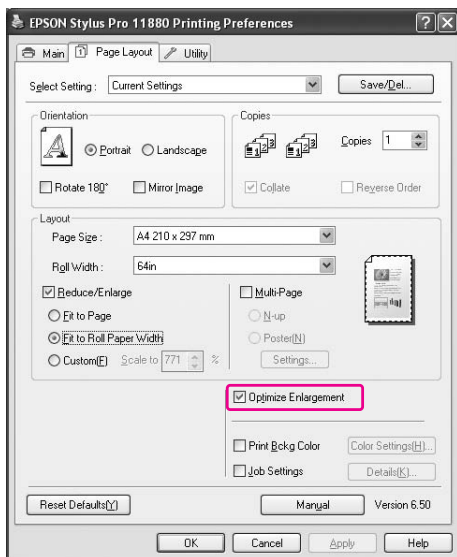 EPSON Stylus Pro 11880 Printing Preferences
Main Page Layout Utility
Select Setting : Current Settings Save/Del...
Orientation
Portrait Landscape
Rotate 180° Mirror Image
Copies
Copies 1
Collate Reverse Order
Layout
Page Size : A4 210 x 297 mm
Roll Width : 64in
Reduce/Enlarge
Fit to Page
Fit to Roll Paper Width
Custom(F) Scale to 771 %
Multi-Page
N-up
Poster(N)
Settings...
Optimize Enlargement
Print Bckg Color Color Settings(H)...
Job Settings Details(K)...
Reset Defaults(Y) Manual Version 6.50
OK Cancel Apply Help